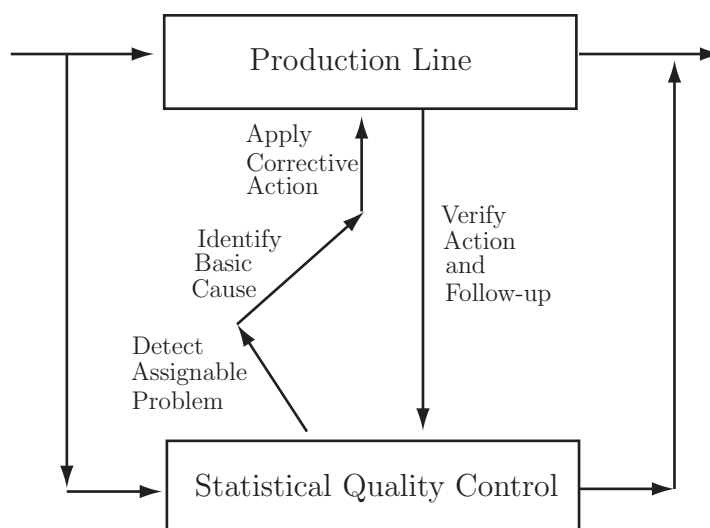 Production Line
Apply
Corrective
Action
Verify
Action
and
Follow-up
Identify
Basic
Cause
Detect
Assignable
Problem
Statistical Quality Control